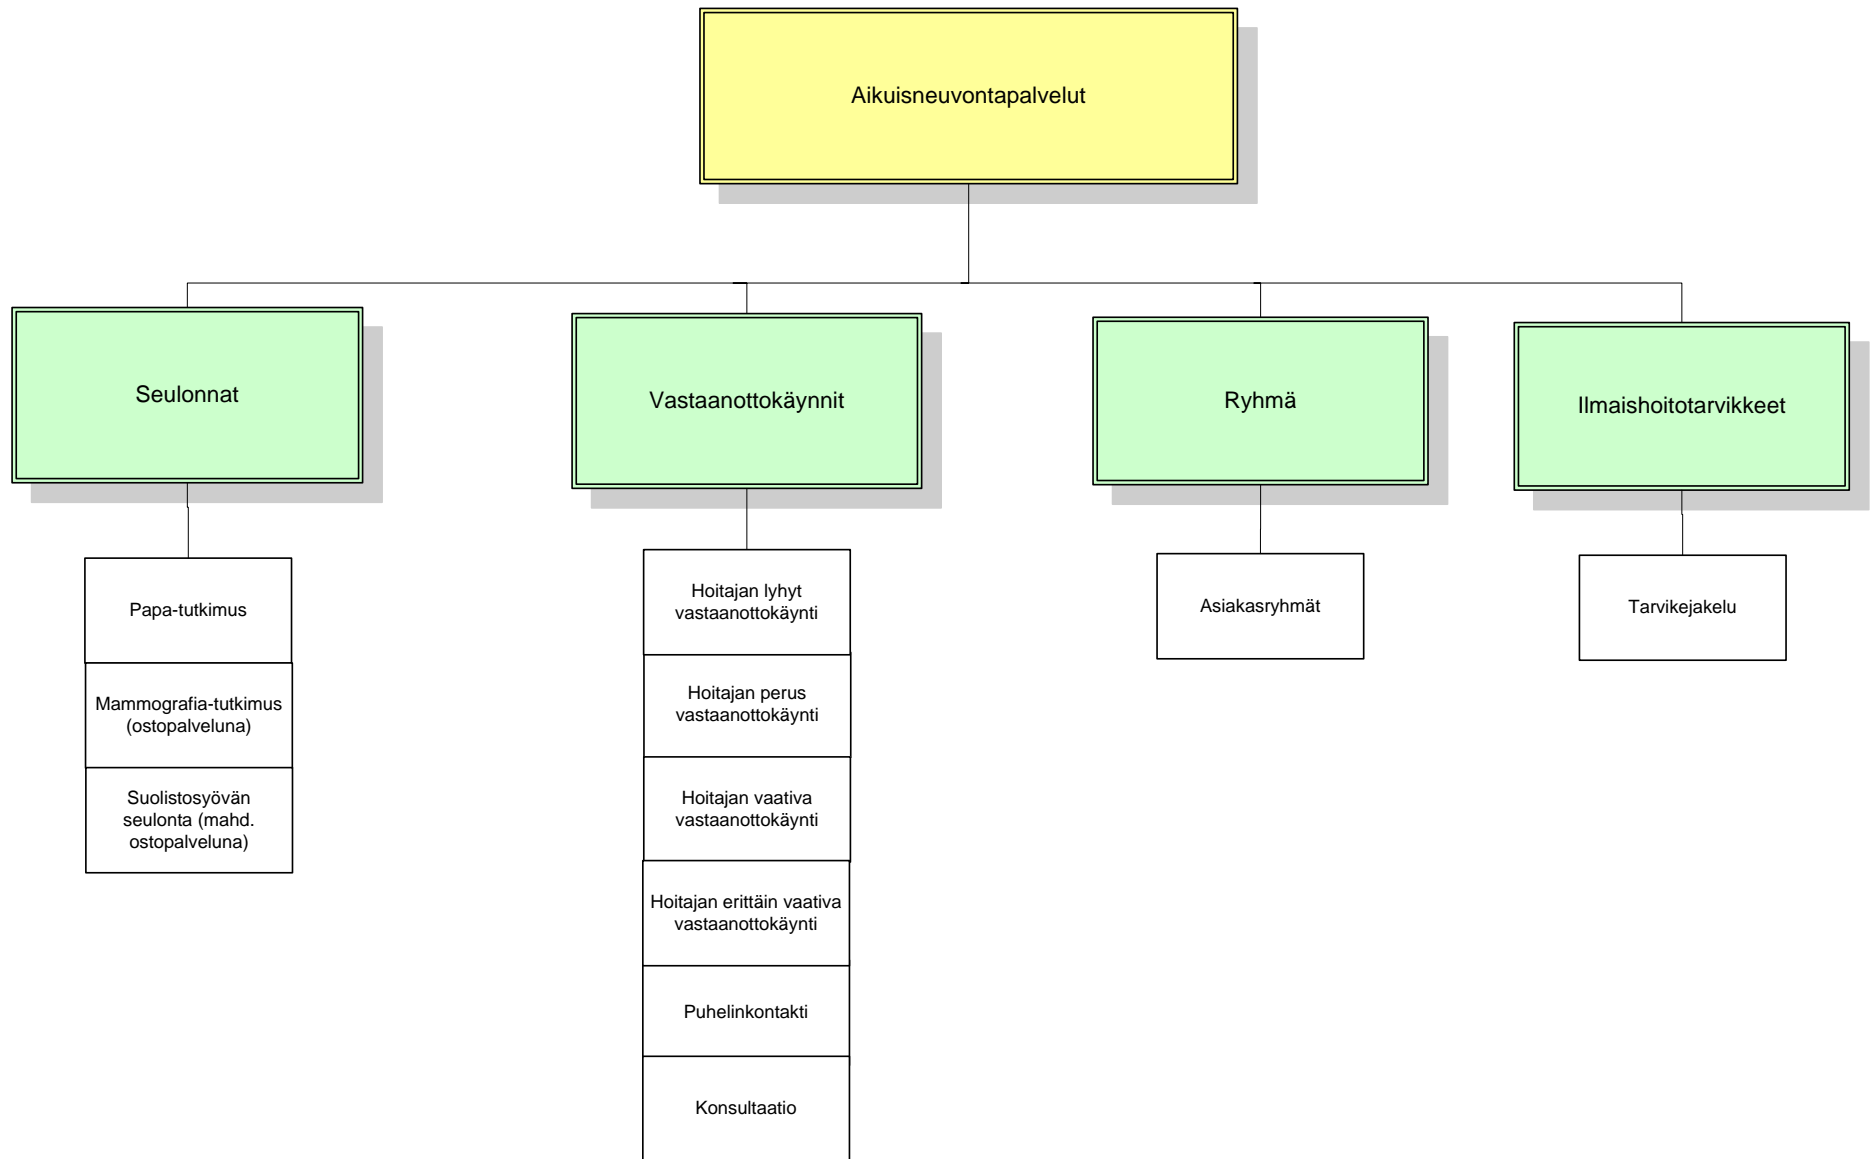 Aikuisneuvontapalvelut
Seulonnat
Vastaanottokäynnit
Ryhmä
Ilmaishoitotarvikkeet
Papa-tutkimus
Mammografia-tutkimus
(ostopalveluna)
Suolistosyövän
seulonta (mahd.
ostopalveluna)
Hoitajan lyhyt
vastaanottokäynti
Hoitajan perus
vastaanottokäynti
Hoitajan vaativa
vastaanottokäynti
Hoitajan erittäin vaativa
vastaanottokäynti
Puhelinkontakti
Konsultaatio
Asiakasryhmät
Tarvikejakelu